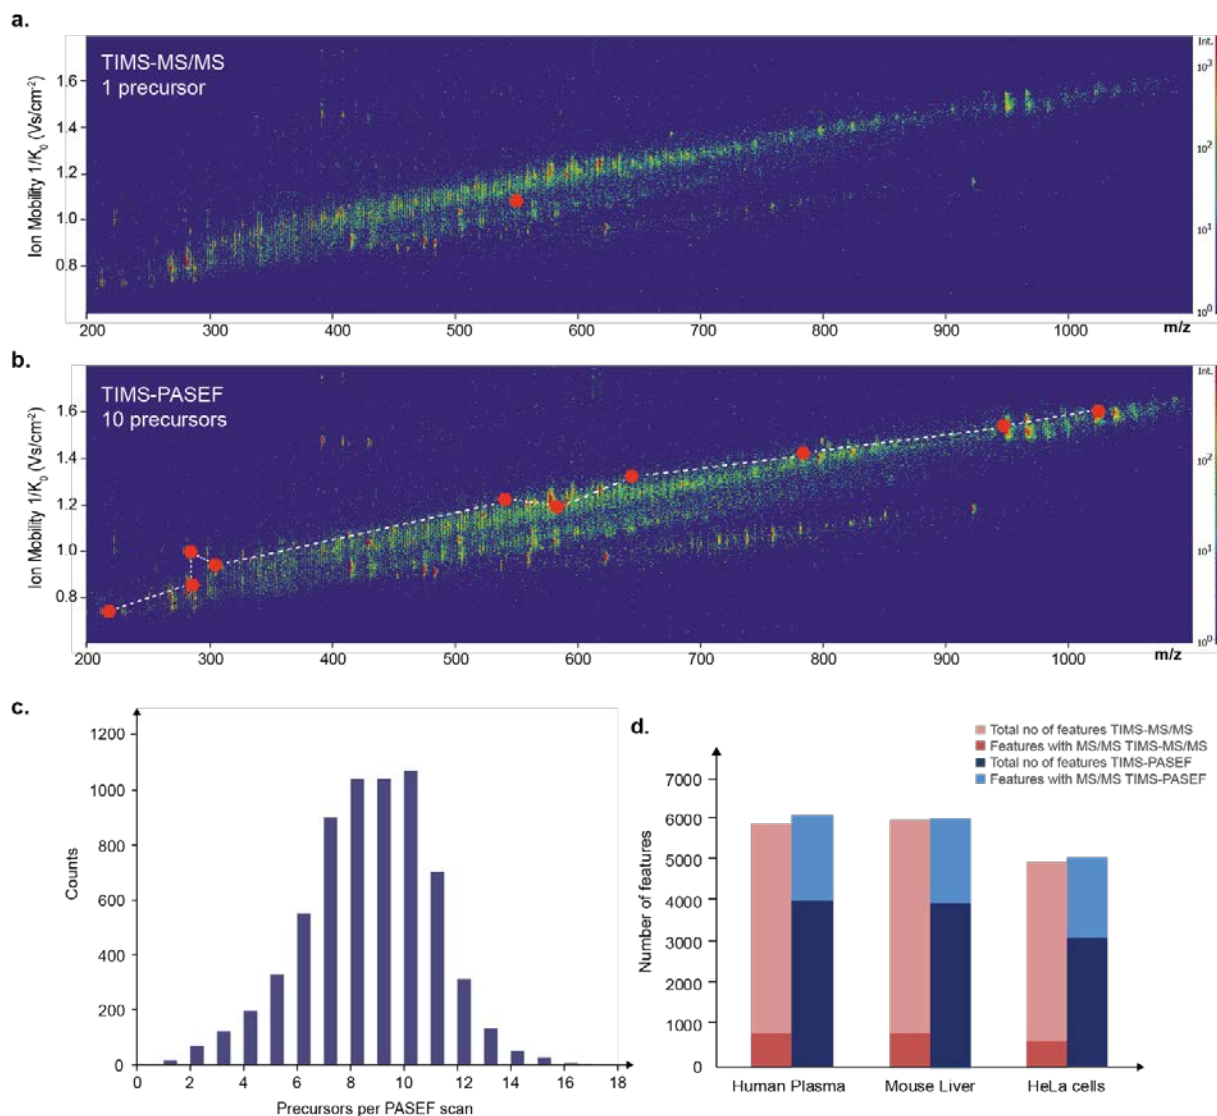 a.
TIMS-MS/MS
1 precursor
Ion Mobility 1/K₀ (Vs/cm⁻²)
1.6
1.4
1.2
1.0
0.8
Int.
10³
10²
10¹
10⁰
200 300 400 500 600 700 800 900 1000 m/z
b.
TIMS-PASEF
10 precursors
Ion Mobility 1/K₀ (Vs/cm⁻²)
1.6
1.4
1.2
1.0
0.8
Int.
10²
10¹
10⁰
200 300 400 500 600 700 800 900 1000 m/z
c.
Counts
1200
1000
800
600
400
200
0
0 2 4 6 8 10 12 14 16 18
Precursors per PASEF scan
d.
Total no of features TIMS-MS/MS
Features with MS/MS TIMS-MS/MS
Total no of features TIMS-PASEF
Features with MS/MS TIMS-PASEF
Number of features
7000
6000
5000
4000
3000
2000
1000
0
Human Plasma Mouse Liver HeLa cells